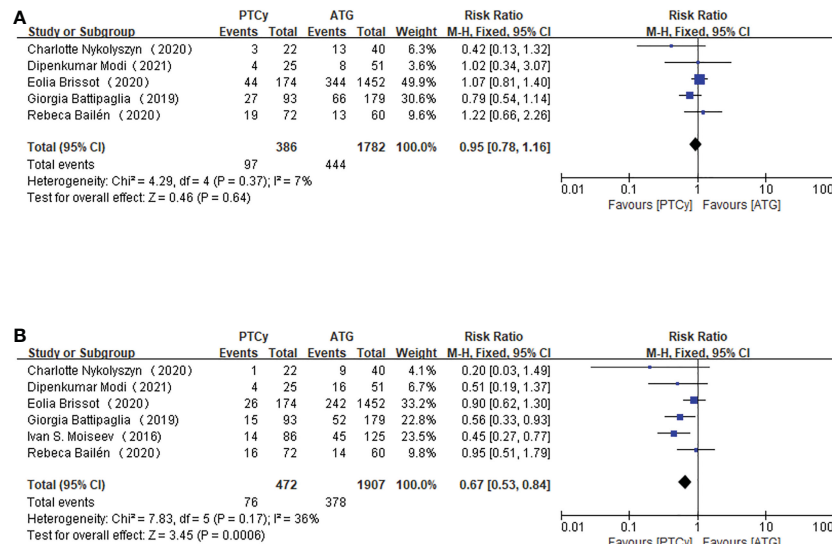 A
PTCy ATG Risk Ratio Risk Ratio
Study or Subgroup Events Total Events Total Weight M-H, Fixed, 95% CI M-H, Fixed, 95% CI
Charlotte Nykolyszyn (2020) 3 22 13 40 6.3% 0.42 [0.13, 1.32]
Dipenkumar Modi (2021) 4 25 8 51 3.6% 1.02 [0.34, 3.07]
Eolia Brissot (2020) 44 174 344 1452 49.9% 1.07 [0.81, 1.40]
Giorgia Battipaglia (2019) 27 93 66 179 30.6% 0.79 [0.54, 1.14]
Rebeca Bailén (2020) 19 72 13 60 9.6% 1.22 [0.66, 2.26]
Total (95% CI) 386 1782 100.0% 0.95 [0.78, 1.16]
Total events 97 444
Heterogeneity: Chi² = 4.29, df = 4 (P = 0.37); I² = 7%
Test for overall effect: Z = 0.46 (P = 0.64)
0.01 0.1 1 10 100
Favours [PTCy] Favours [ATG]
B
PTCy ATG Risk Ratio Risk Ratio
Study or Subgroup Events Total Events Total Weight M-H, Fixed, 95% CI M-H, Fixed, 95% CI
Charlotte Nykolyszyn (2020) 1 22 9 40 4.1% 0.20 [0.03, 1.49]
Dipenkumar Modi (2021) 4 25 16 51 6.7% 0.51 [0.19, 1.37]
Eolia Brissot (2020) 26 174 242 1452 33.2% 0.90 [0.62, 1.30]
Giorgia Battipaglia (2019) 15 93 52 179 22.8% 0.56 [0.33, 0.93]
Ivan S. Moiseev (2016) 14 86 45 125 23.5% 0.45 [0.27, 0.77]
Rebeca Bailén (2020) 16 72 14 60 9.8% 0.95 [0.51, 1.79]
Total (95% CI) 472 1907 100.0% 0.67 [0.53, 0.84]
Total events 76 378
Heterogeneity: Chi² = 7.83, df = 5 (P = 0.17); I² = 36%
Test for overall effect: Z = 3.45 (P = 0.0006)
0.01 0.1 1 10 100
Favours [PTCy] Favours [ATG]